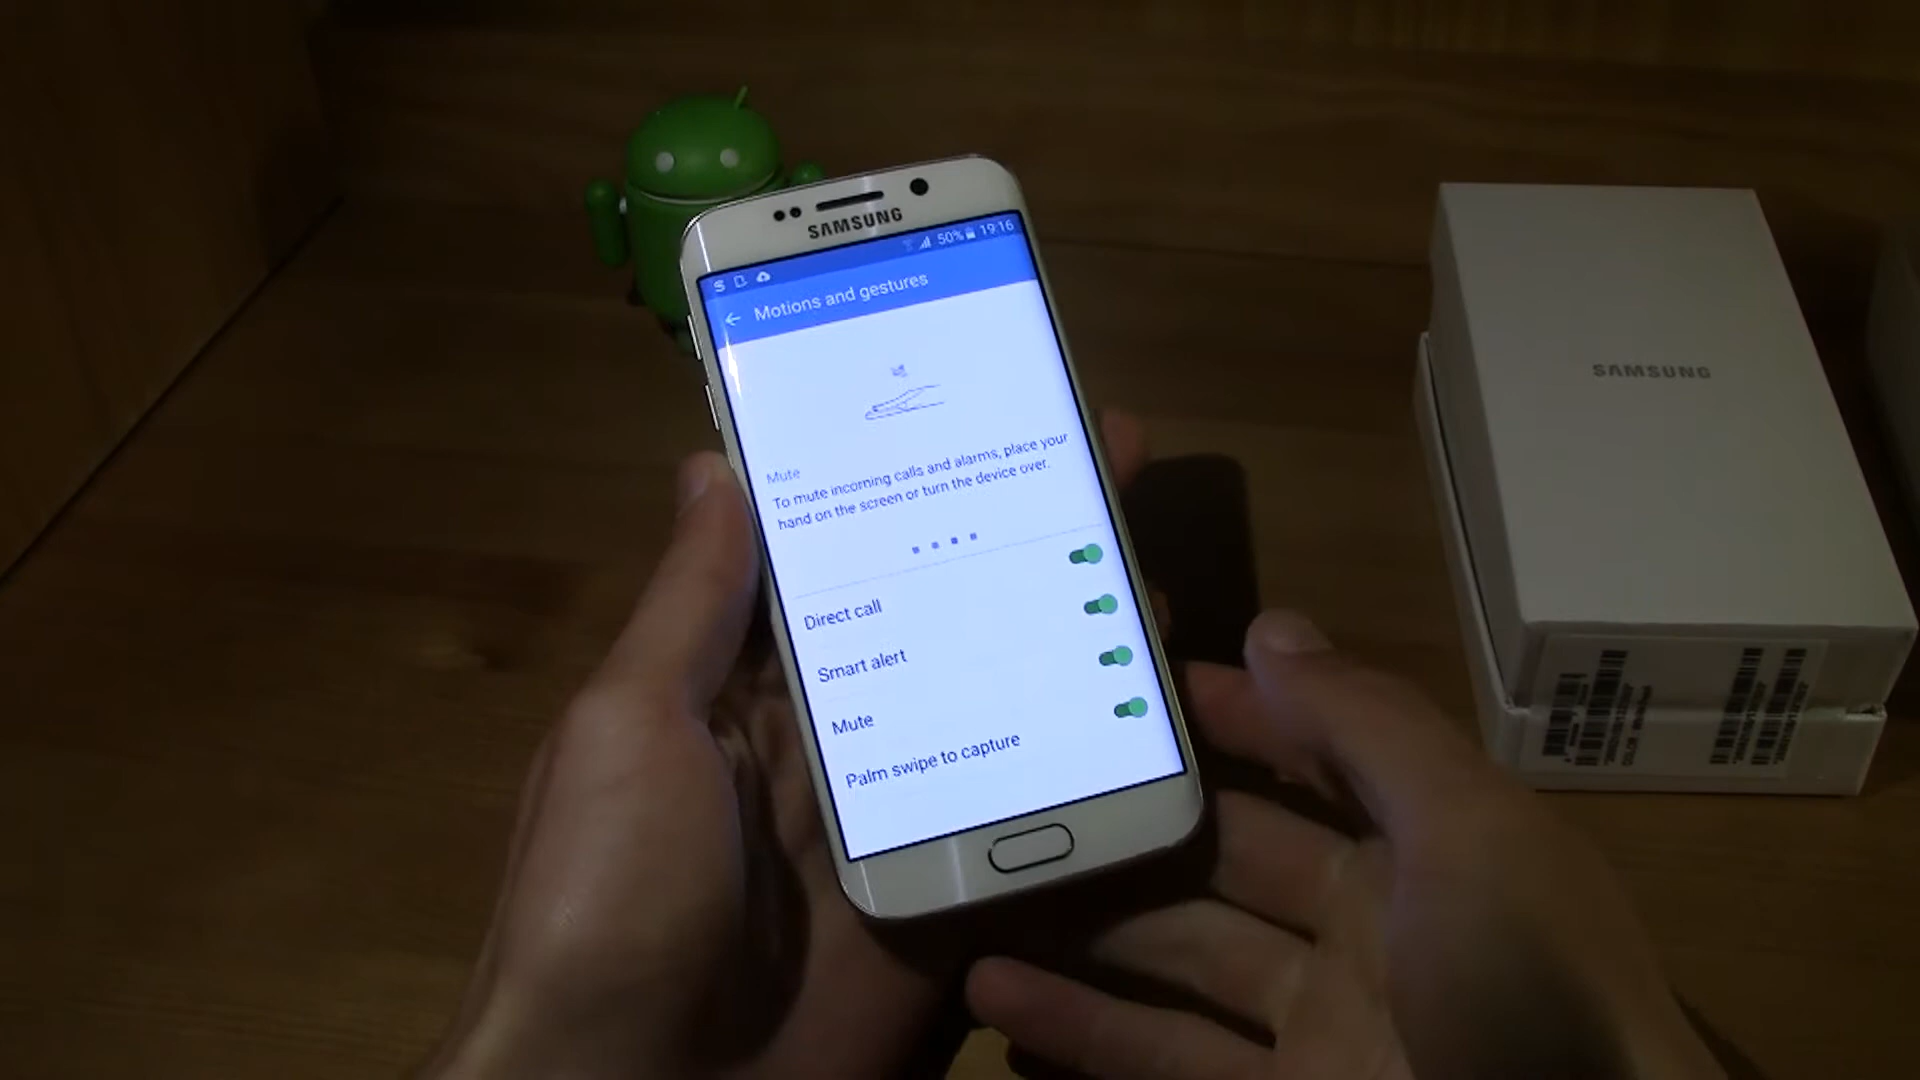 SAMSUNG
50% 19:16
Motions and gestures
Mute
To mute incoming calls and alarms, place your
hand on the screen or turn the device over.
Direct call
Smart alert
Mute
Palm swipe to capture
SAMSUNG